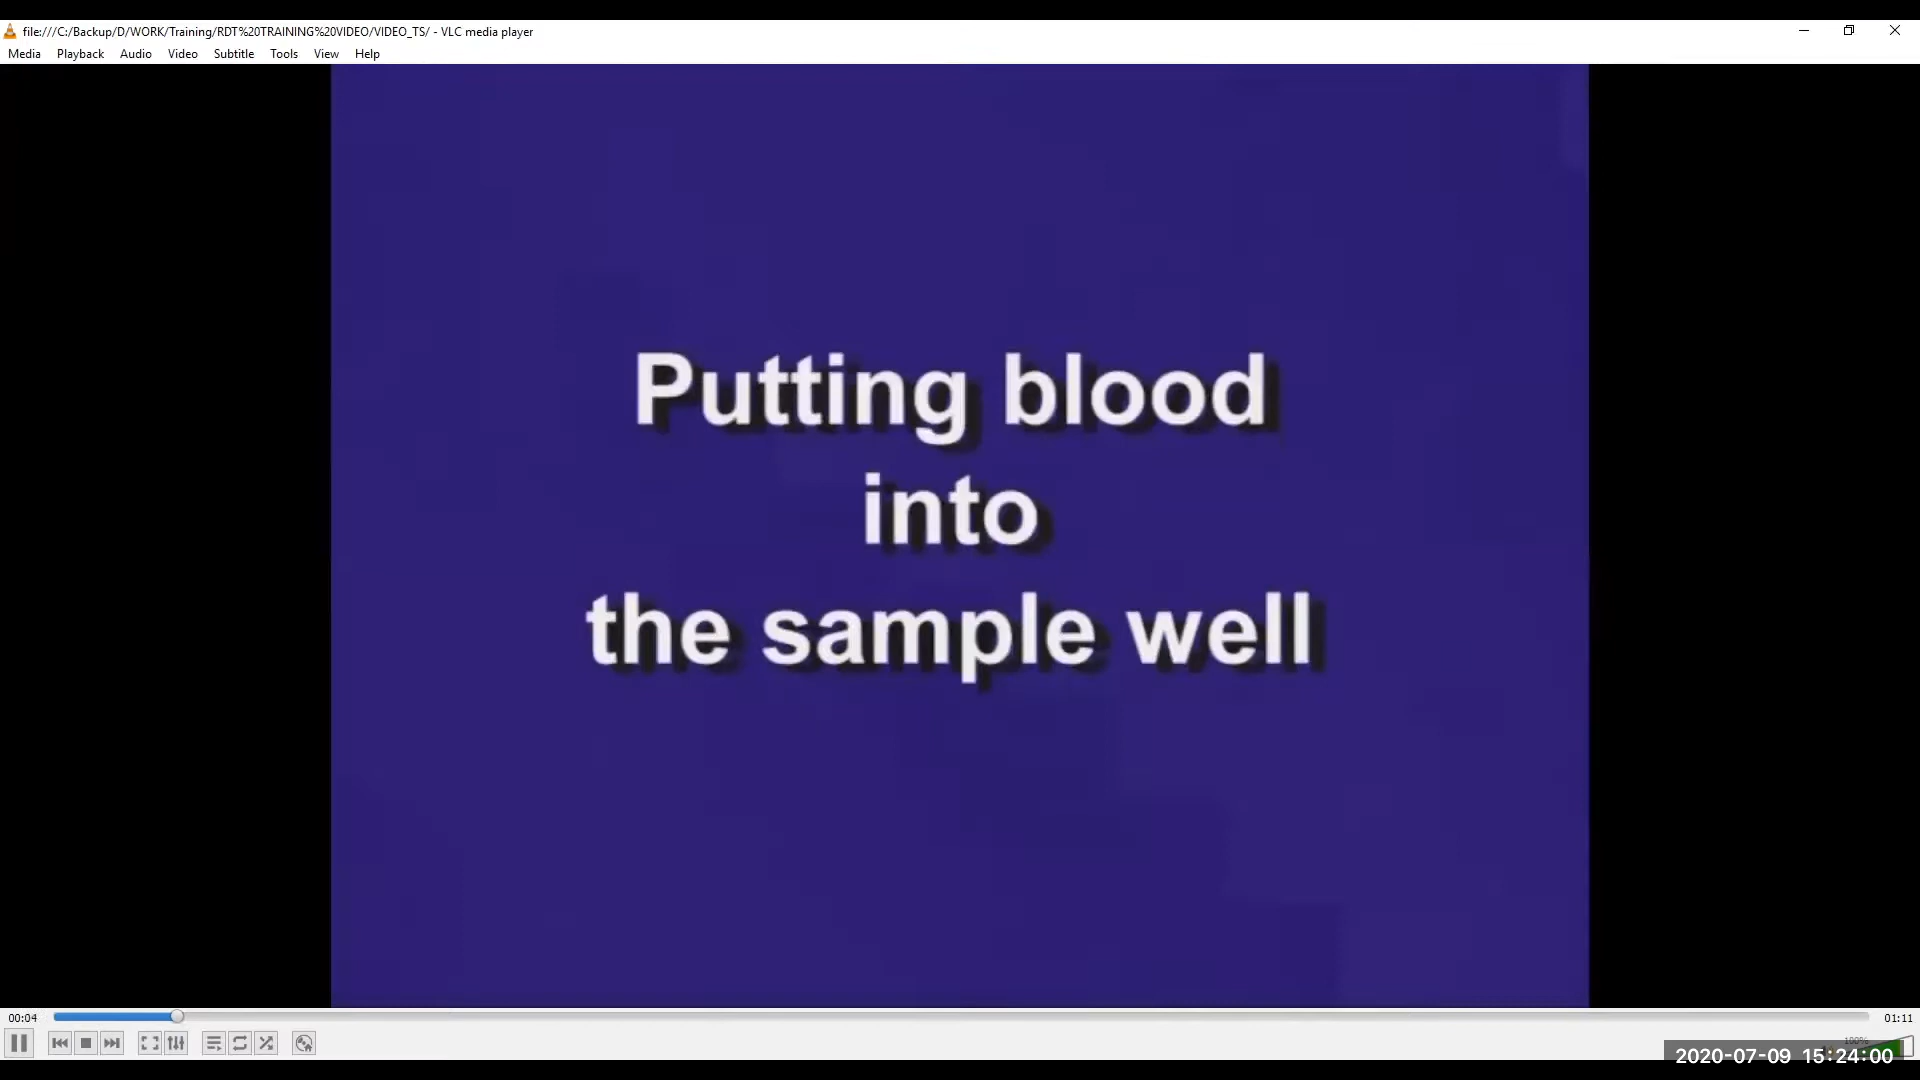 file:///C:/Backup/D/WORK/Training/RDT%20TRAINING%20VIDEO/VIDEO_TS/ - VLC media player
Media Playback Audio Video Subtitle Tools View Help
Putting blood
into
the sample well
00:04
01:11
100%
2020-07-09 15:24:00